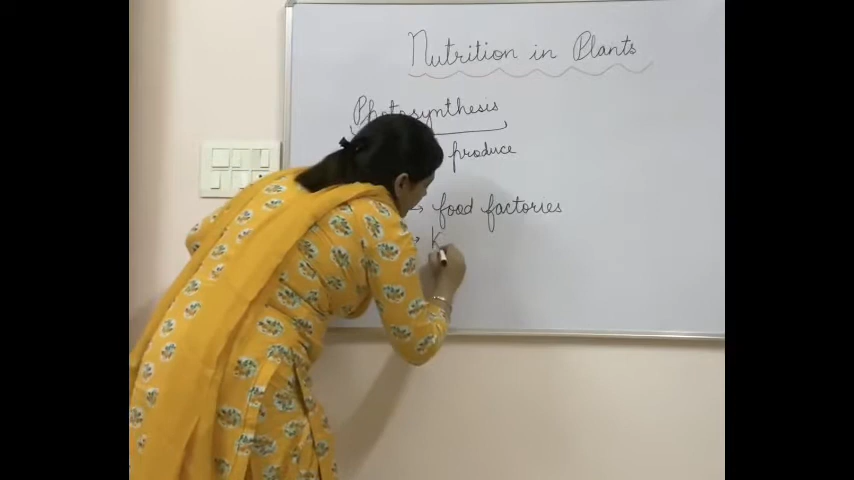 Nutrition in Plants
Photosynthesis
produce
→ food factories
→ K